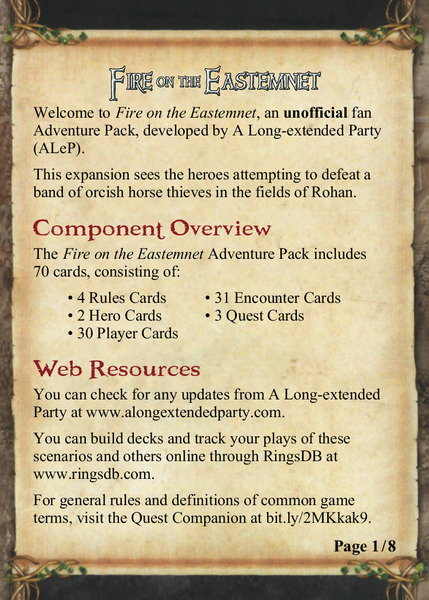 Fire on the Eastemnet
Welcome to Fire on the Eastemnet, an unofficial fan
Adventure Pack, developed by A Long-extended Party
(ALeP).
This expansion sees the heroes attempting to defeat a
band of orcish horse thieves in the fields of Rohan.
Component Overview
The Fire on the Eastemnet Adventure Pack includes
70 cards, consisting of:
• 4 Rules Cards
• 2 Hero Cards
• 30 Player Cards
• 31 Encounter Cards
• 3 Quest Cards
Web Resources
You can check for any updates from A Long-extended
Party at www.alongextendedparty.com.
You can build decks and track your plays of these
scenarios and others online through RingsDB at
www.ringsdb.com.
For general rules and definitions of common game
terms, visit the Quest Companion at bit.ly/2MKkak9.
Page 1/8